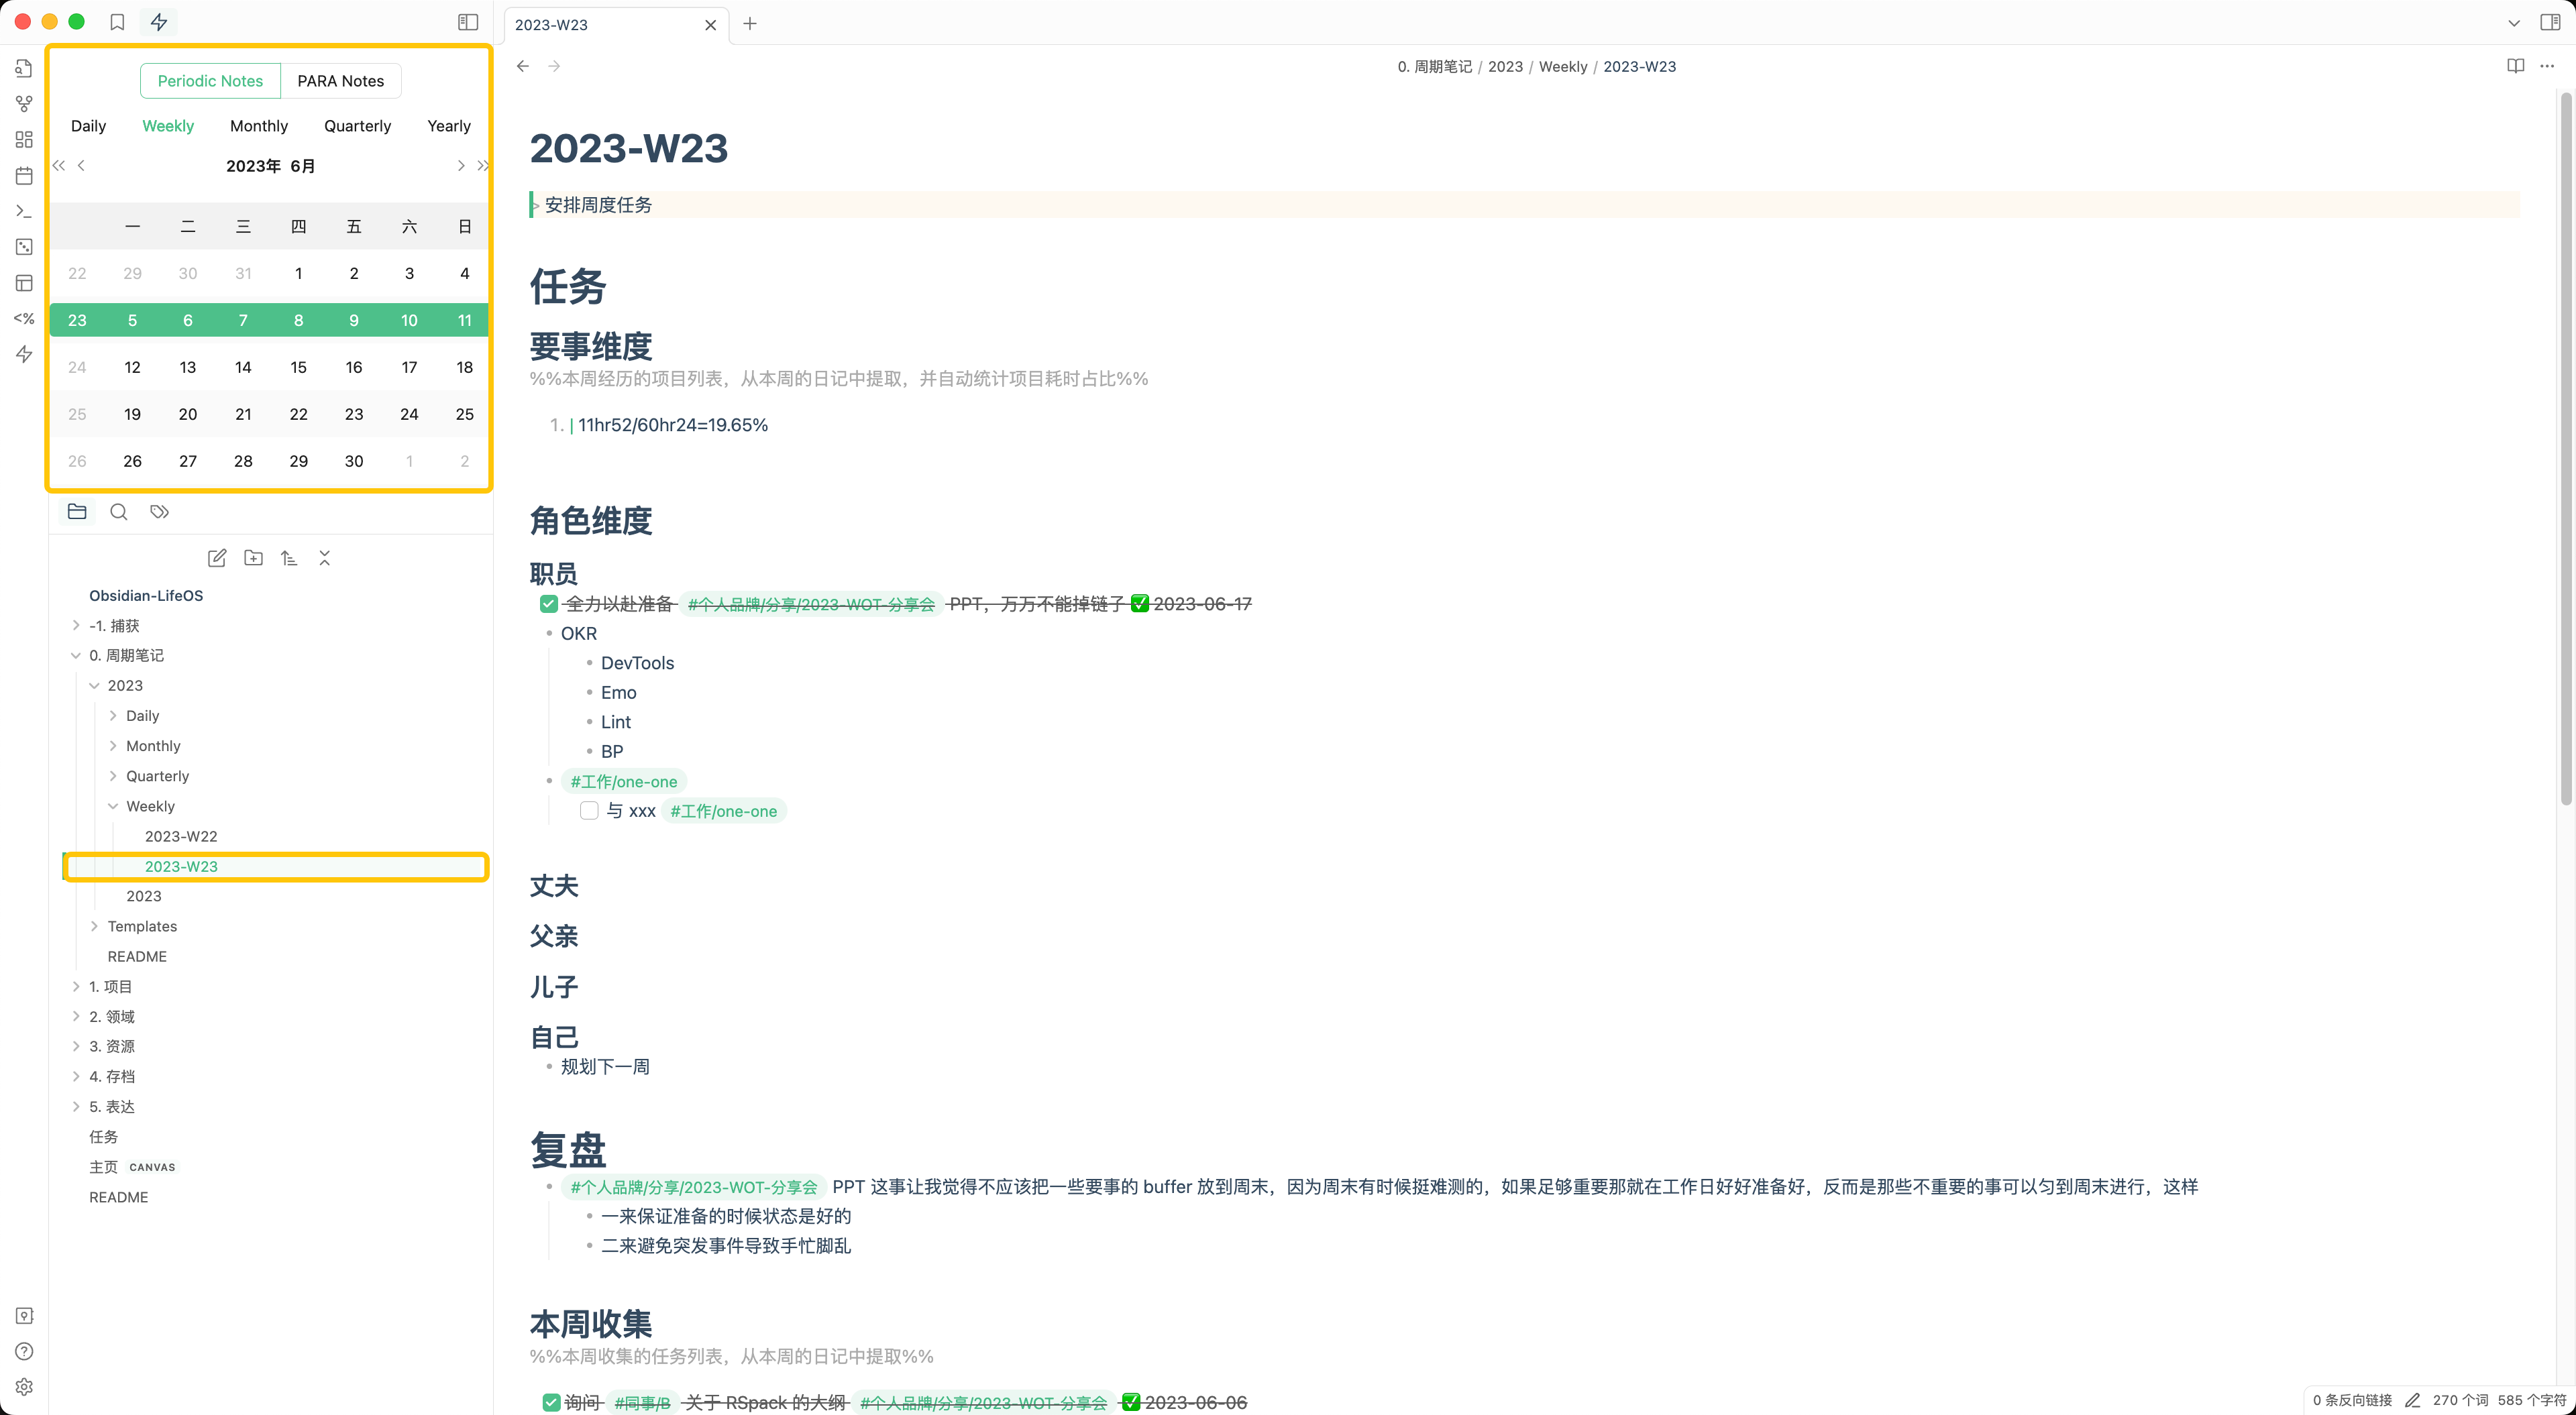 2023-W23
Periodic Notes PARA Notes
Daily Weekly Monthly Quarterly Yearly
2023年 6月
一 二 三 四 五 六 日
22 29 30 31 1 2 3 4
23 5 6 7 8 9 10 11
24 12 13 14 15 16 17 18
25 19 20 21 22 23 24 25
26 26 27 28 29 30 1 2
Obsidian-LifeOS
-1. 捕获
0. 周期笔记
2023
Daily
Monthly
Quarterly
Weekly
2023-W22
2023-W23
2023
Templates
README
1. 项目
2. 领域
3. 资源
4. 存档
5. 表达
任务
主页 CANVAS
README
0. 周期笔记 / 2023 / Weekly / 2023-W23
2023-W23
> 安排周度任务
任务
要事维度
%%本周经历的项目列表，从本周的日记中提取，并自动统计项目耗时占比%%
1. | 11hr52/60hr24=19.65%
角色维度
职员
全力以赴准备 #个人品牌/分享/2023-WOT-分享会 PPT，万万不能掉链子 ✅ 2023-06-17
OKR
DevTools
Emo
Lint
BP
#工作/one-one
与 xxx #工作/one-one
丈夫
父亲
儿子
自己
规划下一周
复盘
#个人品牌/分享/2023-WOT-分享会 PPT 这事让我觉得不应该把一些要事的 buffer 放到周末，因为周末有时候挺难测的，如果足够重要那就在工作日好好准备好，反而是那些不重要的事可以匀到周末进行，这样
一来保证准备的时候状态是好的
二来避免突发事件导致手忙脚乱
本周收集
%%本周收集的任务列表，从本周的日记中提取%%
询问 #同事/B 关于 RSpack 的大纲 #个人品牌/分享/2023-WOT-分享会 ✅ 2023-06-06
0 条反向链接 270 个词 585 个字符